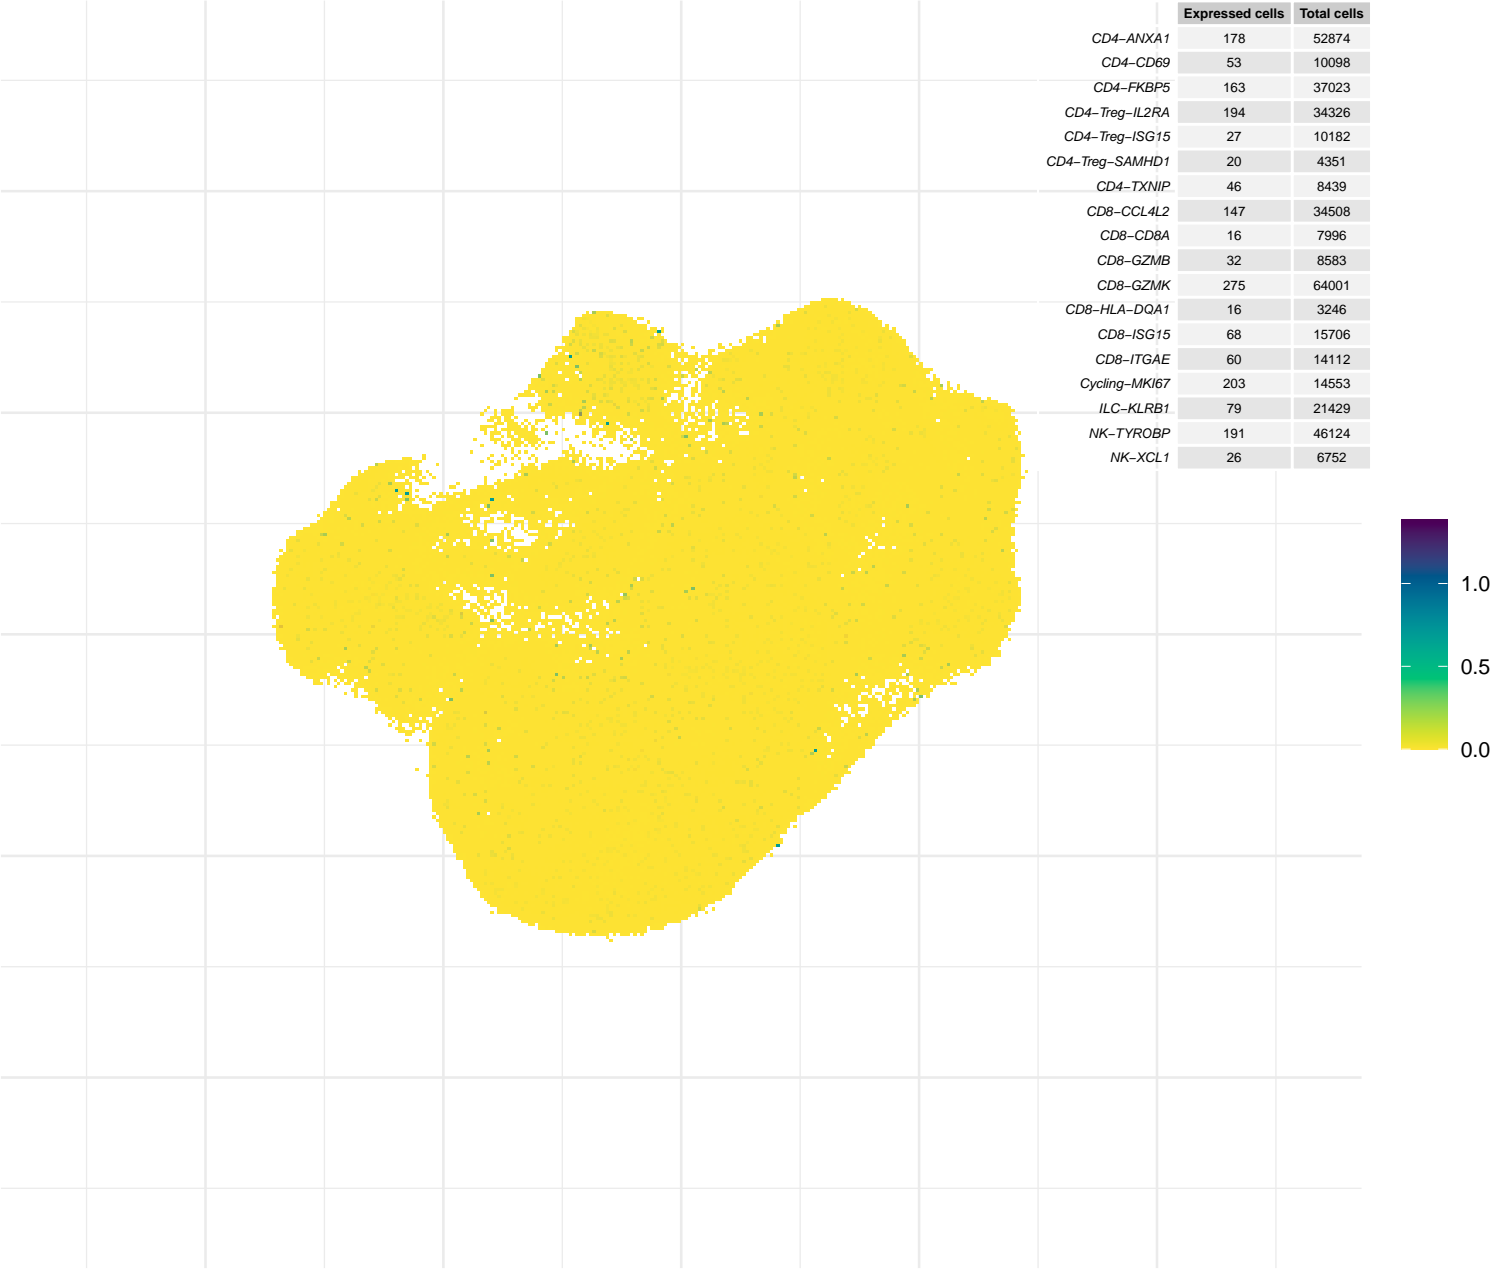 Expressed cells Total cells
CD4−ANXA1 178 52874
CD4−CD69 53 10098
CD4−FKBP5 163 37023
CD4−Treg−IL2RA 194 34326
CD4−Treg−ISG15 27 10182
CD4−Treg−SAMHD1 20 4351
CD4−TXNIP 46 8439
CD8−CCL4L2 147 34508
CD8−CD8A 16 7996
CD8−GZMB 32 8583
CD8−GZMK 275 64001
CD8−HLA−DQA1 16 3246
CD8−ISG15 68 15706
CD8−ITGAE 60 14112
Cycling−MKI67 203 14553
ILC−KLRB1 79 21429
NK−TYROBP 191 46124
NK−XCL1 26 6752
1.0
0.5
0.0